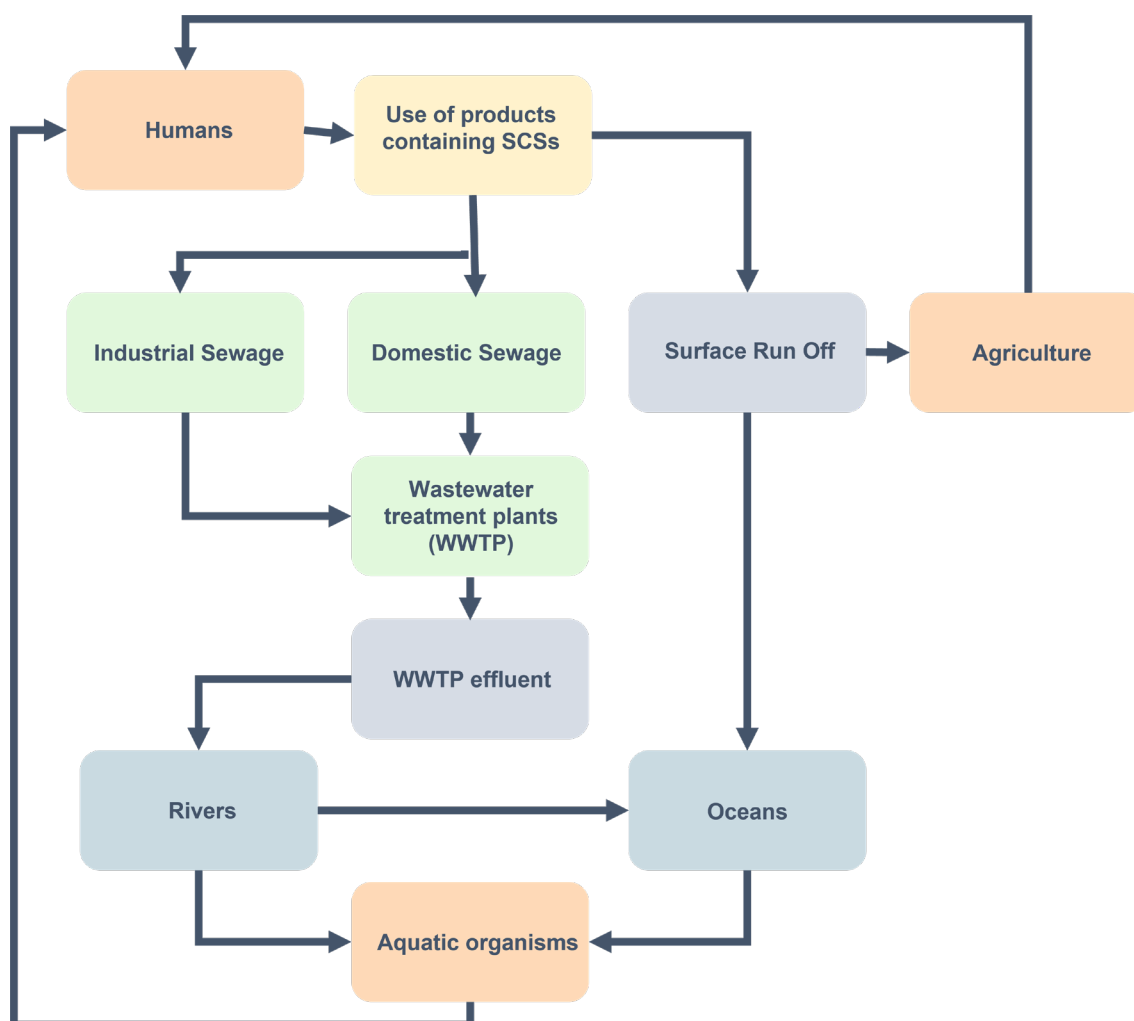 Humans
Use of products
containing SCSs
Industrial Sewage
Domestic Sewage
Surface Run Off
Agriculture
Wastewater
treatment plants
(WWTP)
WWTP effluent
Rivers
Oceans
Aquatic organisms